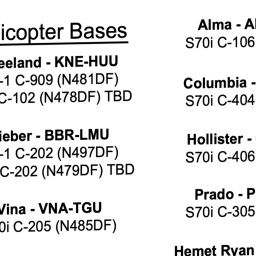 icopter Bases
eeland - KNE-HUU
-1 C-909 (N481DF)
C-102 (N478DF) TBD
ieber - BBR-LMU
-1 C-202 (N497DF)
C-202 (N479DF) TBD
Vina - VNA-TGU
0i C-205 (N485DF)
Alma - Al
S70i C-106
Columbia -
S70i C-404
Hollister -
S70i C-406
Prado - P
S70i C-305
Hemet Ryan